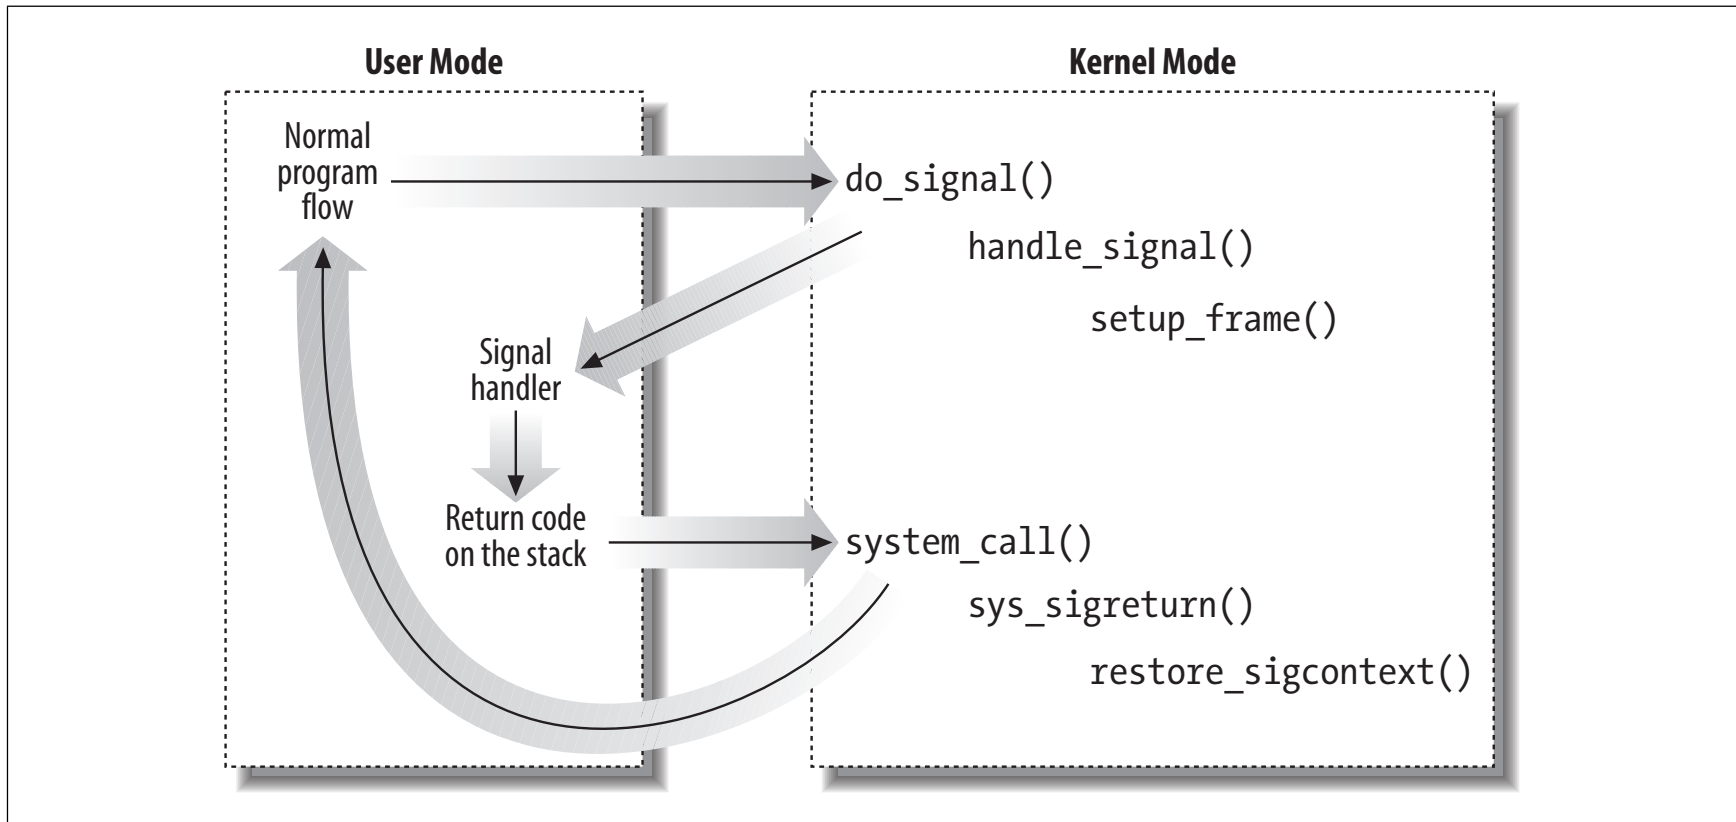 User Mode
Kernel Mode
Normal
program
flow
do_signal()
handle_signal()
setup_frame()
Signal
handler
Return code
on the stack
system_call()
sys_sigreturn()
restore_sigcontext()